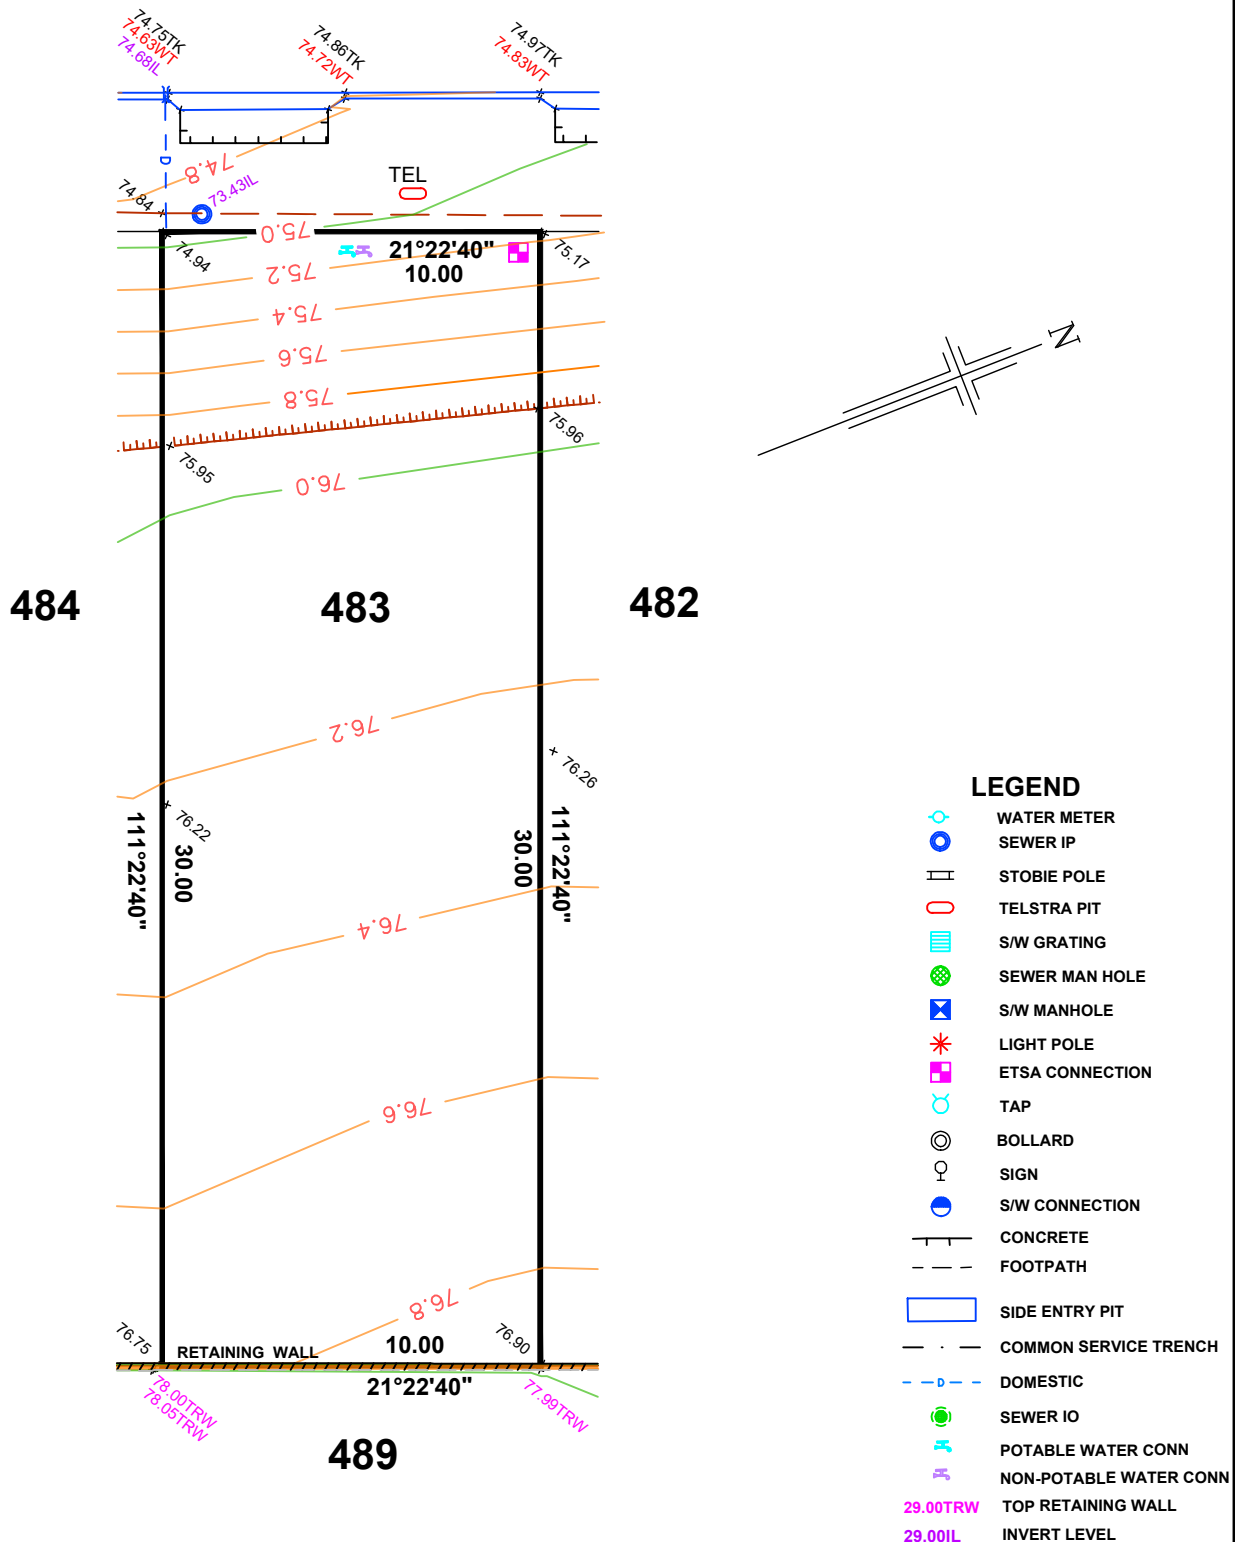 74.75TK
74.63WT
74.68IL
74.86TK
74.72WT
74.97TK
74.83WT
74.8
D
TEL
73.43IL
74.84
75.0
74.94
21°22'40"
10.00
75.17
75.2
75.4
75.6
75.8
75.95
75.96
76.0
N
484
483
482
76.2
76.26
76.22
111°22'40"
30.00
30.00
111°22'40"
76.4
76.6
76.8
76.75
RETAINING WALL
10.00
76.90
21°22'40"
78.00TRW
78.05TRW
77.99TRW
489
LEGEND
WATER METER
SEWER IP
STOBIE POLE
TELSTRA PIT
S/W GRATING
SEWER MAN HOLE
S/W MANHOLE
LIGHT POLE
ETSA CONNECTION
TAP
BOLLARD
SIGN
S/W CONNECTION
CONCRETE
FOOTPATH
SIDE ENTRY PIT
COMMON SERVICE TRENCH
D DOMESTIC
SEWER IO
POTABLE WATER CONN
NON-POTABLE WATER CONN
29.00TRW TOP RETAINING WALL
29.00IL INVERT LEVEL